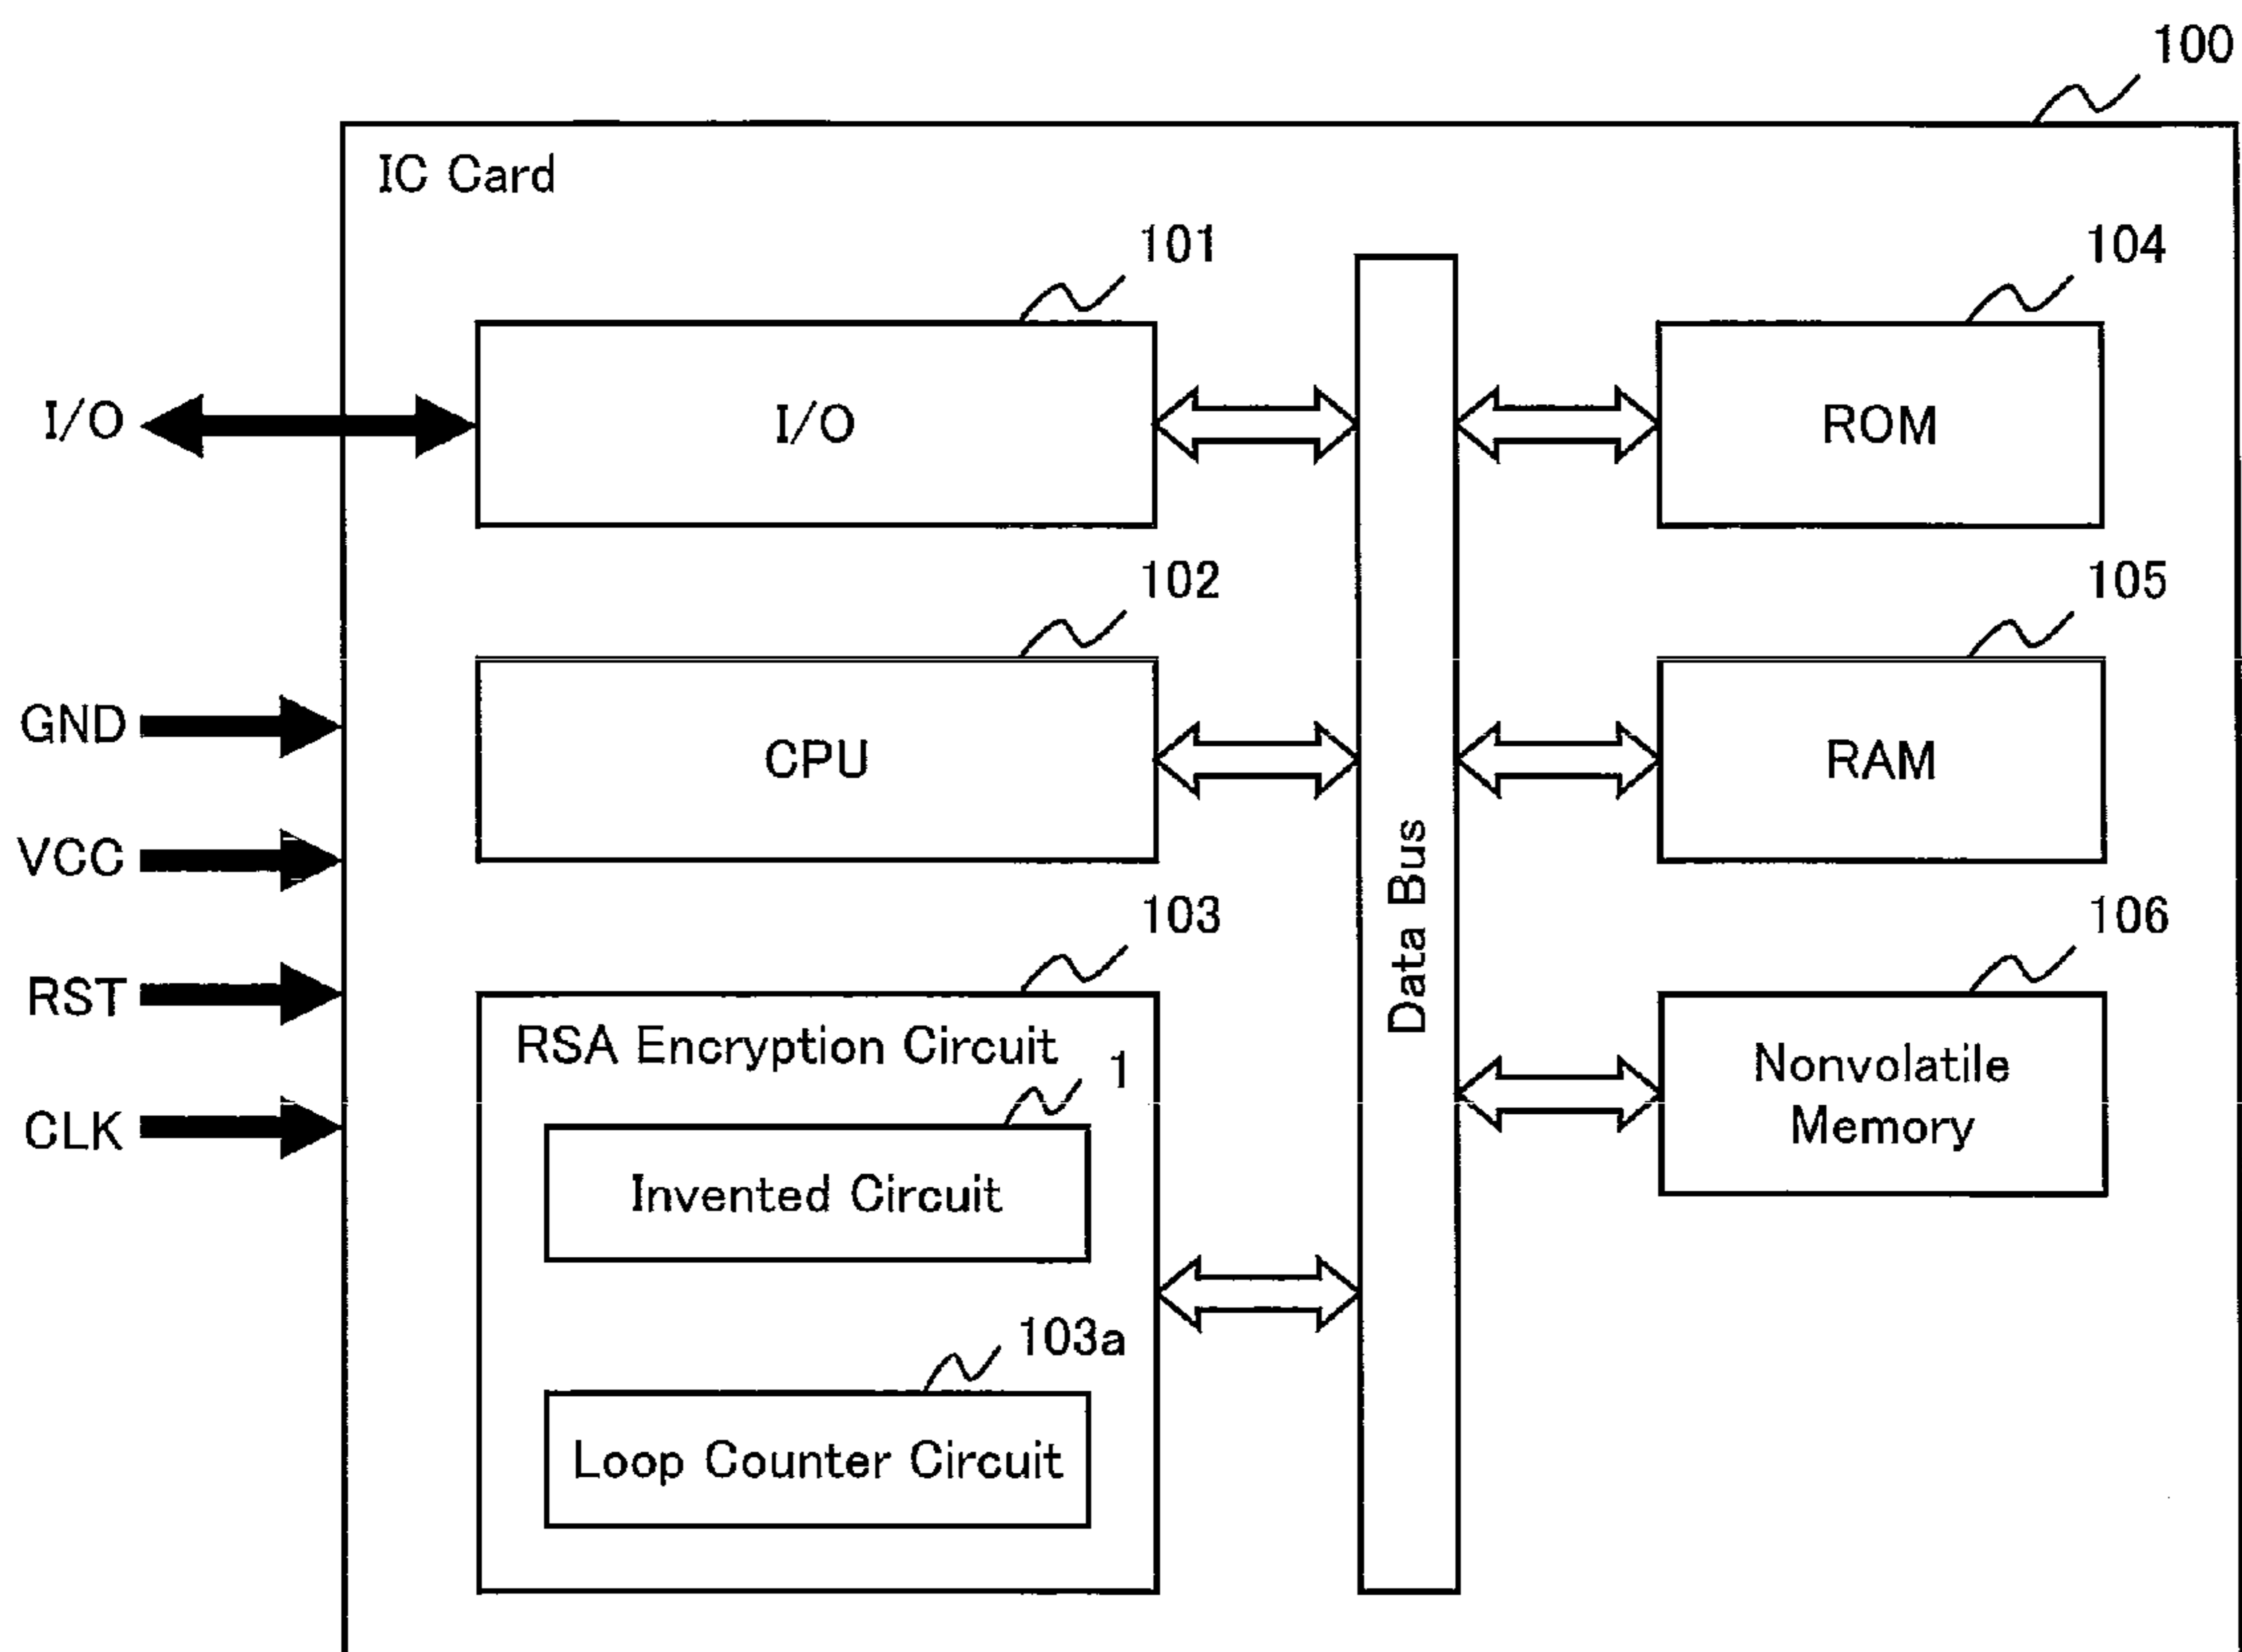 100
IC Card
101
104
I/O
I/O
ROM
102
105
GND
CPU
RAM
VCC
Data Bus
103
106
RST
RSA Encryption Circuit
1
Nonvolatile
Memory
CLK
Invented Circuit
103a
Loop Counter Circuit